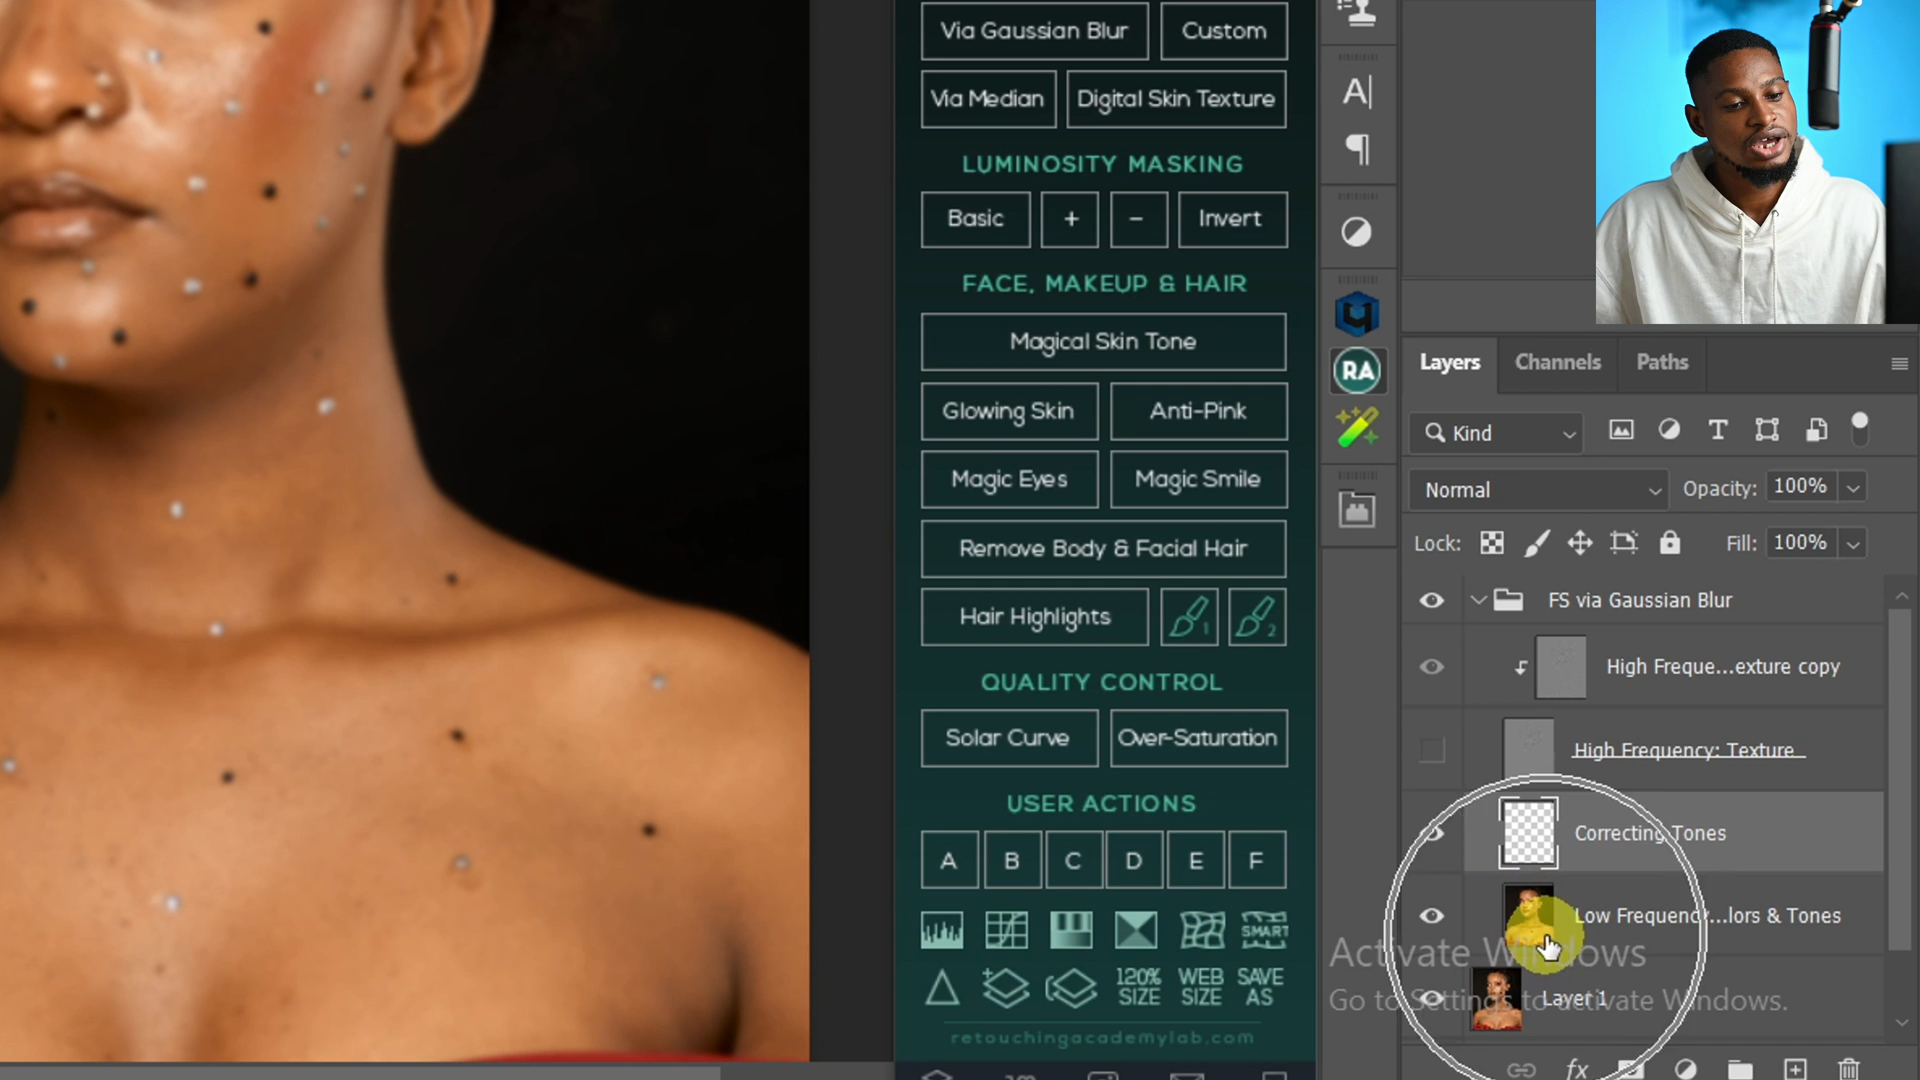 Via Gaussian Blur
Custom
Via Median
Digital Skin Texture
LUMINOSITY MASKING
Basic
+
−
Invert
FACE, MAKEUP & HAIR
Magical Skin Tone
Glowing Skin
Anti-Pink
Magic Eyes
Magic Smile
Remove Body & Facial Hair
Hair Highlights
1
2
QUALITY CONTROL
Solar Curve
Over-Saturation
USER ACTIONS
A
B
C
D
E
F
SMART
120% SIZE
WEB SIZE
SAVE AS
retouchingacademylab.com
A
RA
Layers
Channels
Paths
Kind
Normal
Opacity: 100%
Lock:
Fill: 100%
FS via Gaussian Blur
High Freque...exture copy
High Frequency: Texture
Correcting Tones
Low Frequency...lors & Tones
Layer 1
fx
Activate Windows
Go to Settings to activate Windows.